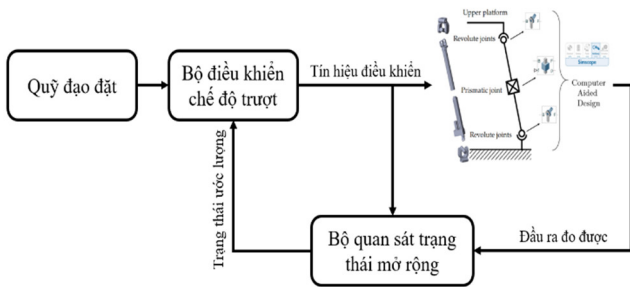 Quỹ đạo đặt
Bộ điều khiển
chế độ trượt
Tín hiệu điều khiển
Upper platform
Revolute joints
Prismatic joint
Revolute joints
Simscape
Computer
Aided
Design
Trạng thái ước lượng
Bộ quan sát trạng
thái mở rộng
Đầu ra đo được